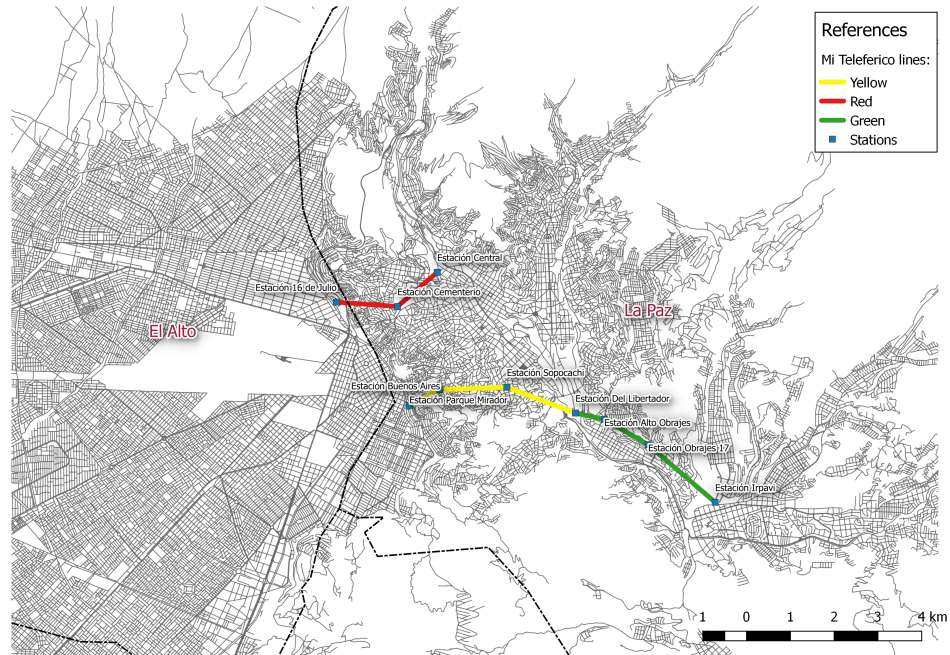 References
Mi Teleferico lines:
Yellow
Red
Green
Stations
Estación Central
Estación 16 de Julio
Estación Cementerio
El Alto
La Paz
Estación Sopocachi
Estación Buenos Aires
Estación Parque Mirador
Estación Del Libertador
Estación Alto Obrajes
Estación Obrajes 17
Estación Irpavi
1 0 1 2 3 4 km